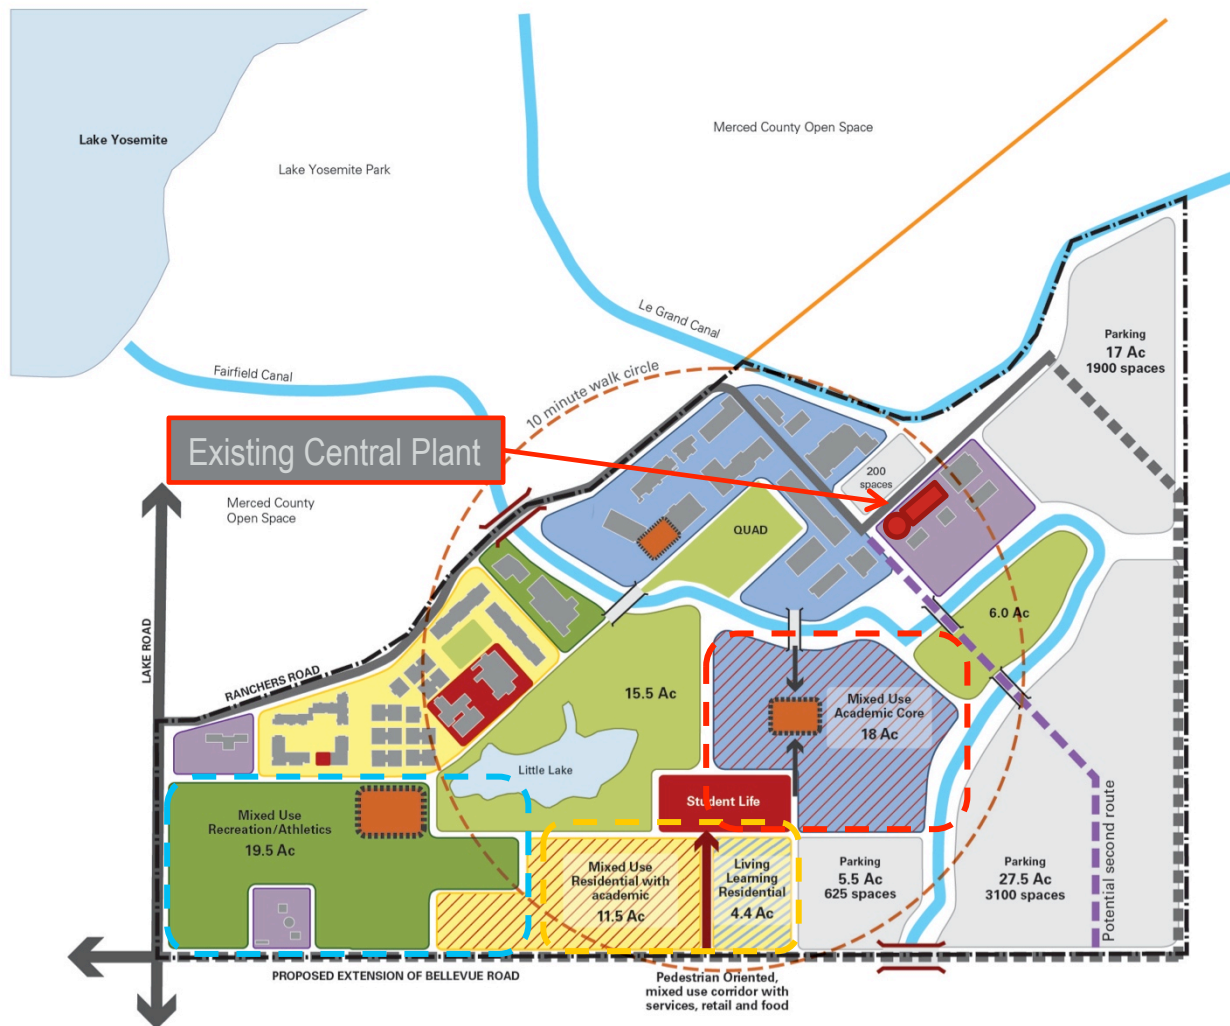 Lake Yosemite
Lake Yosemite Park
Merced County Open Space
Le Grand Canal
Fairfield Canal
10 minute walk circle
Parking
17 Ac
1900 spaces
Existing Central Plant
200
spaces
Merced County
Open Space
QUAD
6.0 Ac
LAKE ROAD
RANCHERS ROAD
15.5 Ac
Mixed Use
Academic Core
18 Ac
Little Lake
Student Life
Mixed Use
Recreation/Athletics
19.5 Ac
Mixed Use
Residential with
academic
11.5 Ac
Living
Learning
Residential
4.4 Ac
Parking
5.5 Ac
625 spaces
Parking
27.5 Ac
3100 spaces
Potential second route
PROPOSED EXTENSION OF BELLEVUE ROAD
Pedestrian Oriented,
mixed use corridor with
services, retail and food